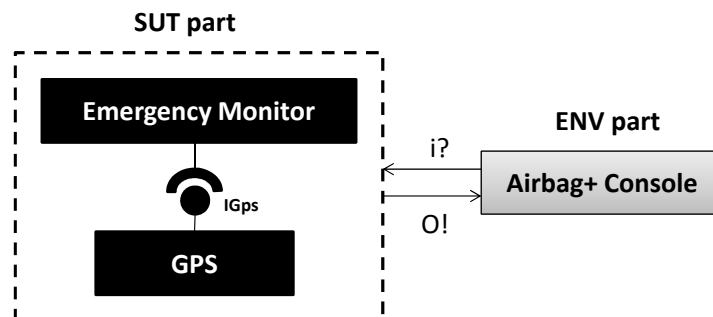 SUT part
Emergency Monitor
IGps
GPS
ENV part
i?
Airbag+ Console
O!